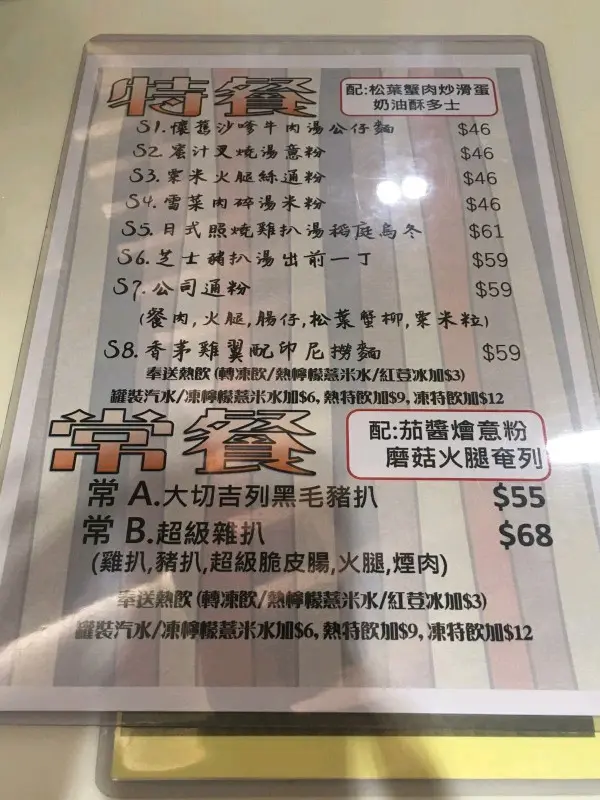 特餐
配:松葉蟹肉炒滑蛋
奶油酥多士
S1.懷舊沙嗲牛肉湯公仔麵 $46
S2.蜜汁叉燒湯意粉 $46
S3.粟米火腿絲通粉 $46
S4.雪菜肉碎湯米粉 $46
S5.日式照燒雞扒湯稻庭烏冬 $61
S6.芝士豬扒湯出前一丁 $59
S7.公司通粉 $59
(餐肉,火腿,腸仔,松葉蟹柳,粟米粒)
S8.香茅雞翼配印尼撈麵 $59
奉送熱飲(轉凍飲/熱檸檬薏米水/紅荳冰加$3)
罐裝汽水/凍檸檬薏米水加$6,熱特飲加$9,凍特飲加$12
常餐
配:茄醬燴意粉
磨菇火腿奄列
常 A.大切吉列黑毛豬扒 $55
常 B.超級雜扒 $68
(雞扒,豬扒,超級脆皮腸,火腿,煙肉)
奉送熱飲(轉凍飲/熱檸檬薏米水/紅荳冰加$3)
罐裝汽水/凍檸檬薏米水加$6,熱特飲加$9,凍特飲加$12